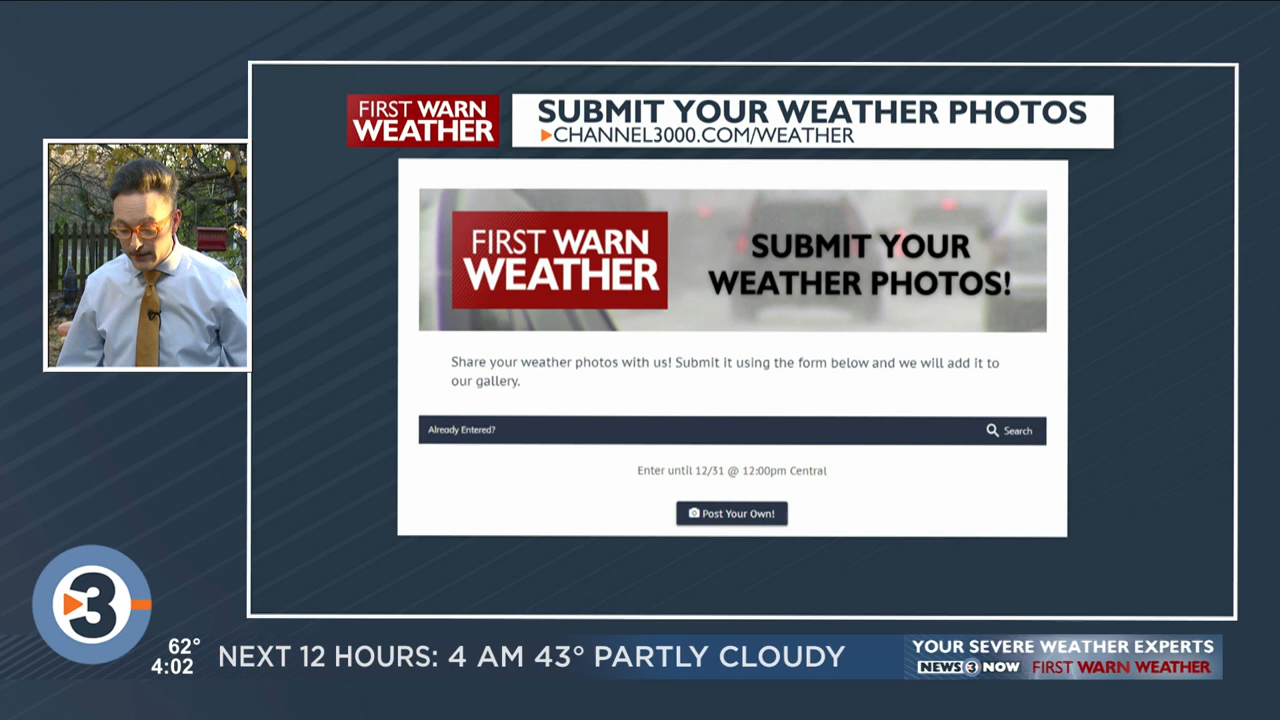 FIRST WARN
WEATHER
SUBMIT YOUR WEATHER PHOTOS
CHANNEL3000.COM/WEATHER
FIRST WARN
WEATHER
SUBMIT YOUR
WEATHER PHOTOS!
Share your weather photos with us! Submit it using the form below and we will add it to
our gallery.
Already Entered?
Search
Enter until 12/31 @ 12:00pm Central
Post Your Own!
3
62°
4:02
NEXT 12 HOURS: 4 AM 43° PARTLY CLOUDY
YOUR SEVERE WEATHER EXPERTS
NEWS 3 NOW FIRST WARN WEATHER